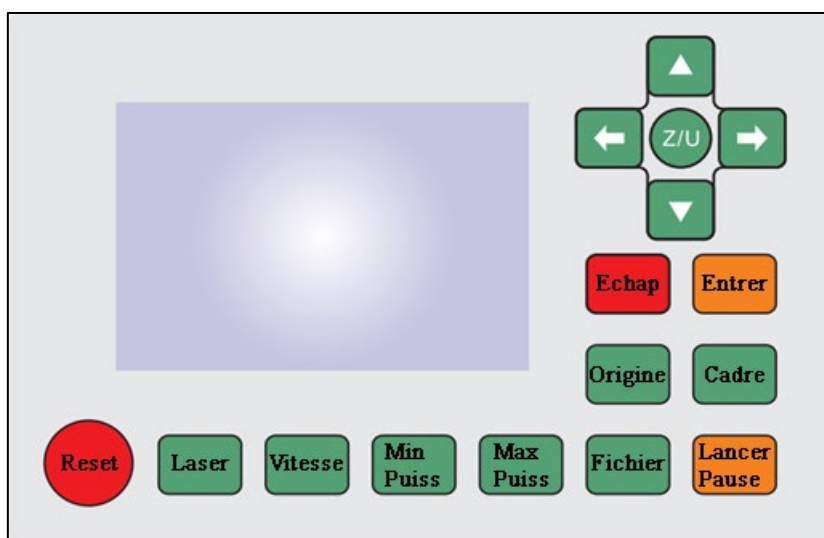 Z/U
Echap
Entrer
Origine
Cadre
Reset
Laser
Vitesse
Min
Puiss
Max
Puiss
Fichier
Lancer
Pause